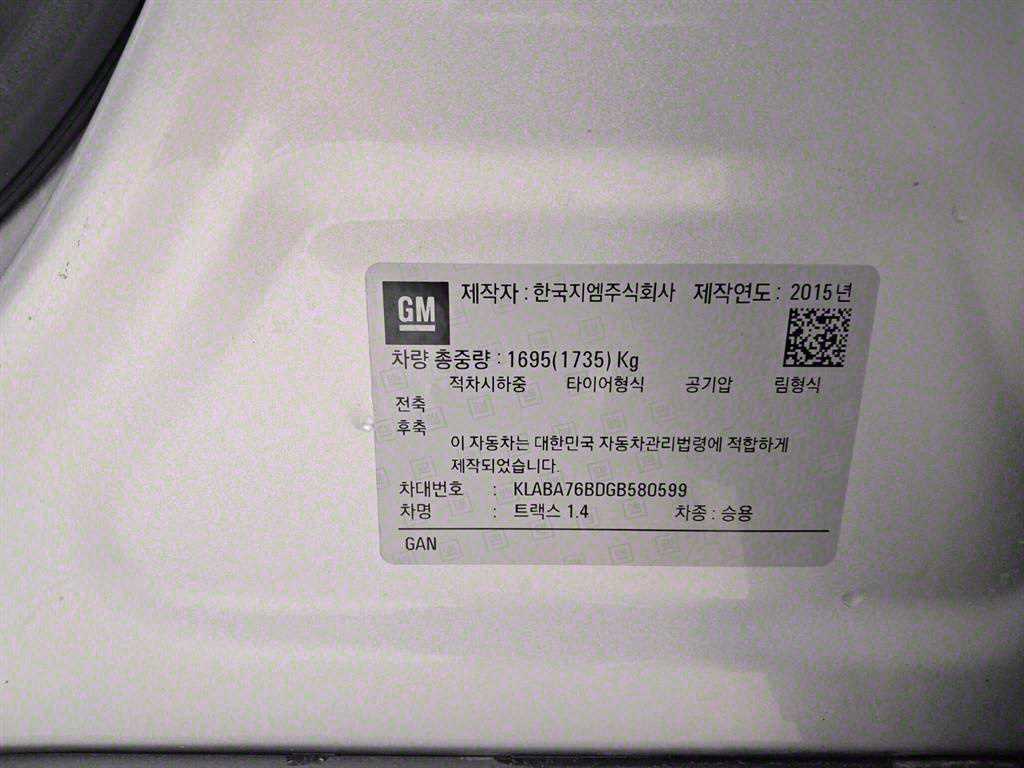 GM 제작자 : 한국지엠주식회사 제작연도 : 2015년
차량 총중량 : 1695(1735) Kg
적차시하중 타이어형식 공기압 림형식
전축
후축
이 자동차는 대한민국 자동차관리법령에 적합하게
제작되었습니다.
차대번호 : KLABA76BDGB580599
차명 : 트랙스 1.4 차종 : 승용
GAN